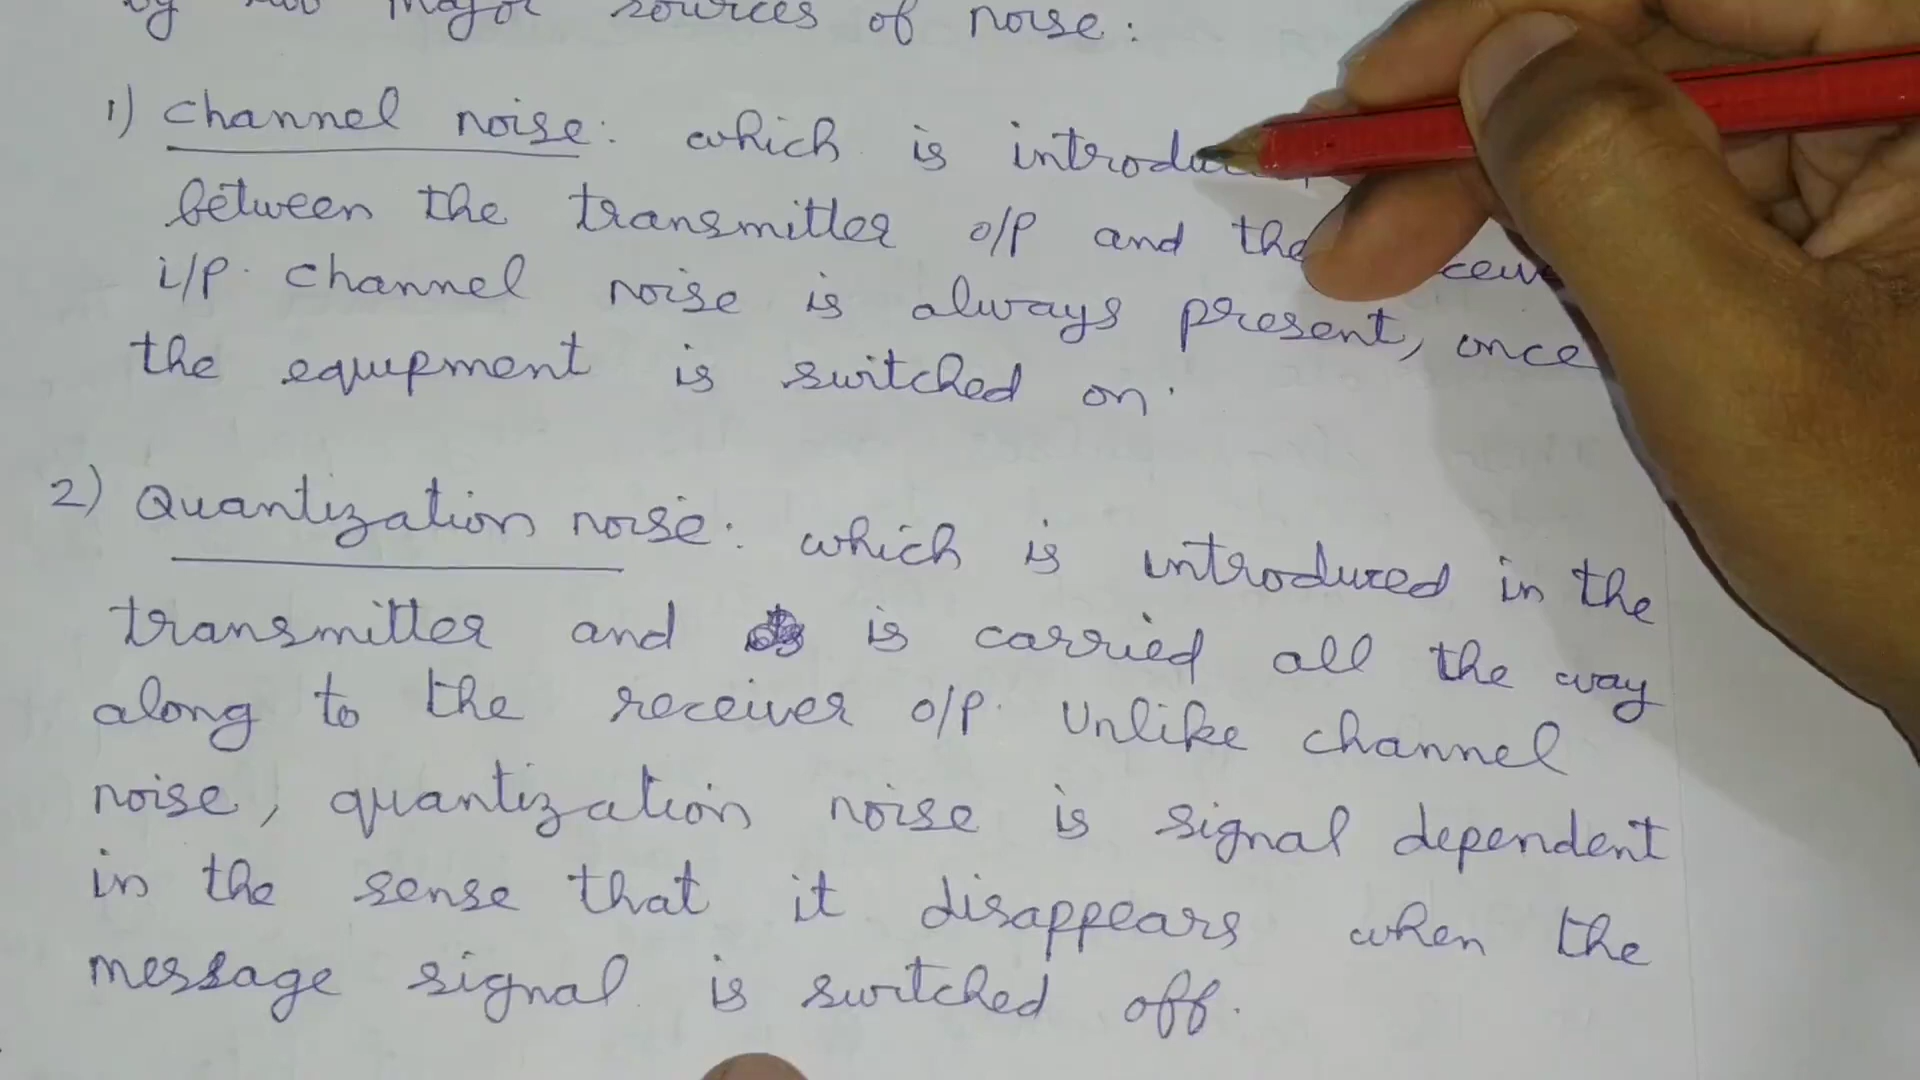 by two major sources of noise:
1) Channel noise: which is
between the transmitter o/p and the
i/p. Channel noise is always present, once
the equipment is switched on.
2) Quantization noise: which is introduced in the
transmitter and is carried all the way
along to the receiver o/p. Unlike channel
noise, quantization noise is signal dependent
in the sense that it disappears when the
message signal is switched off.